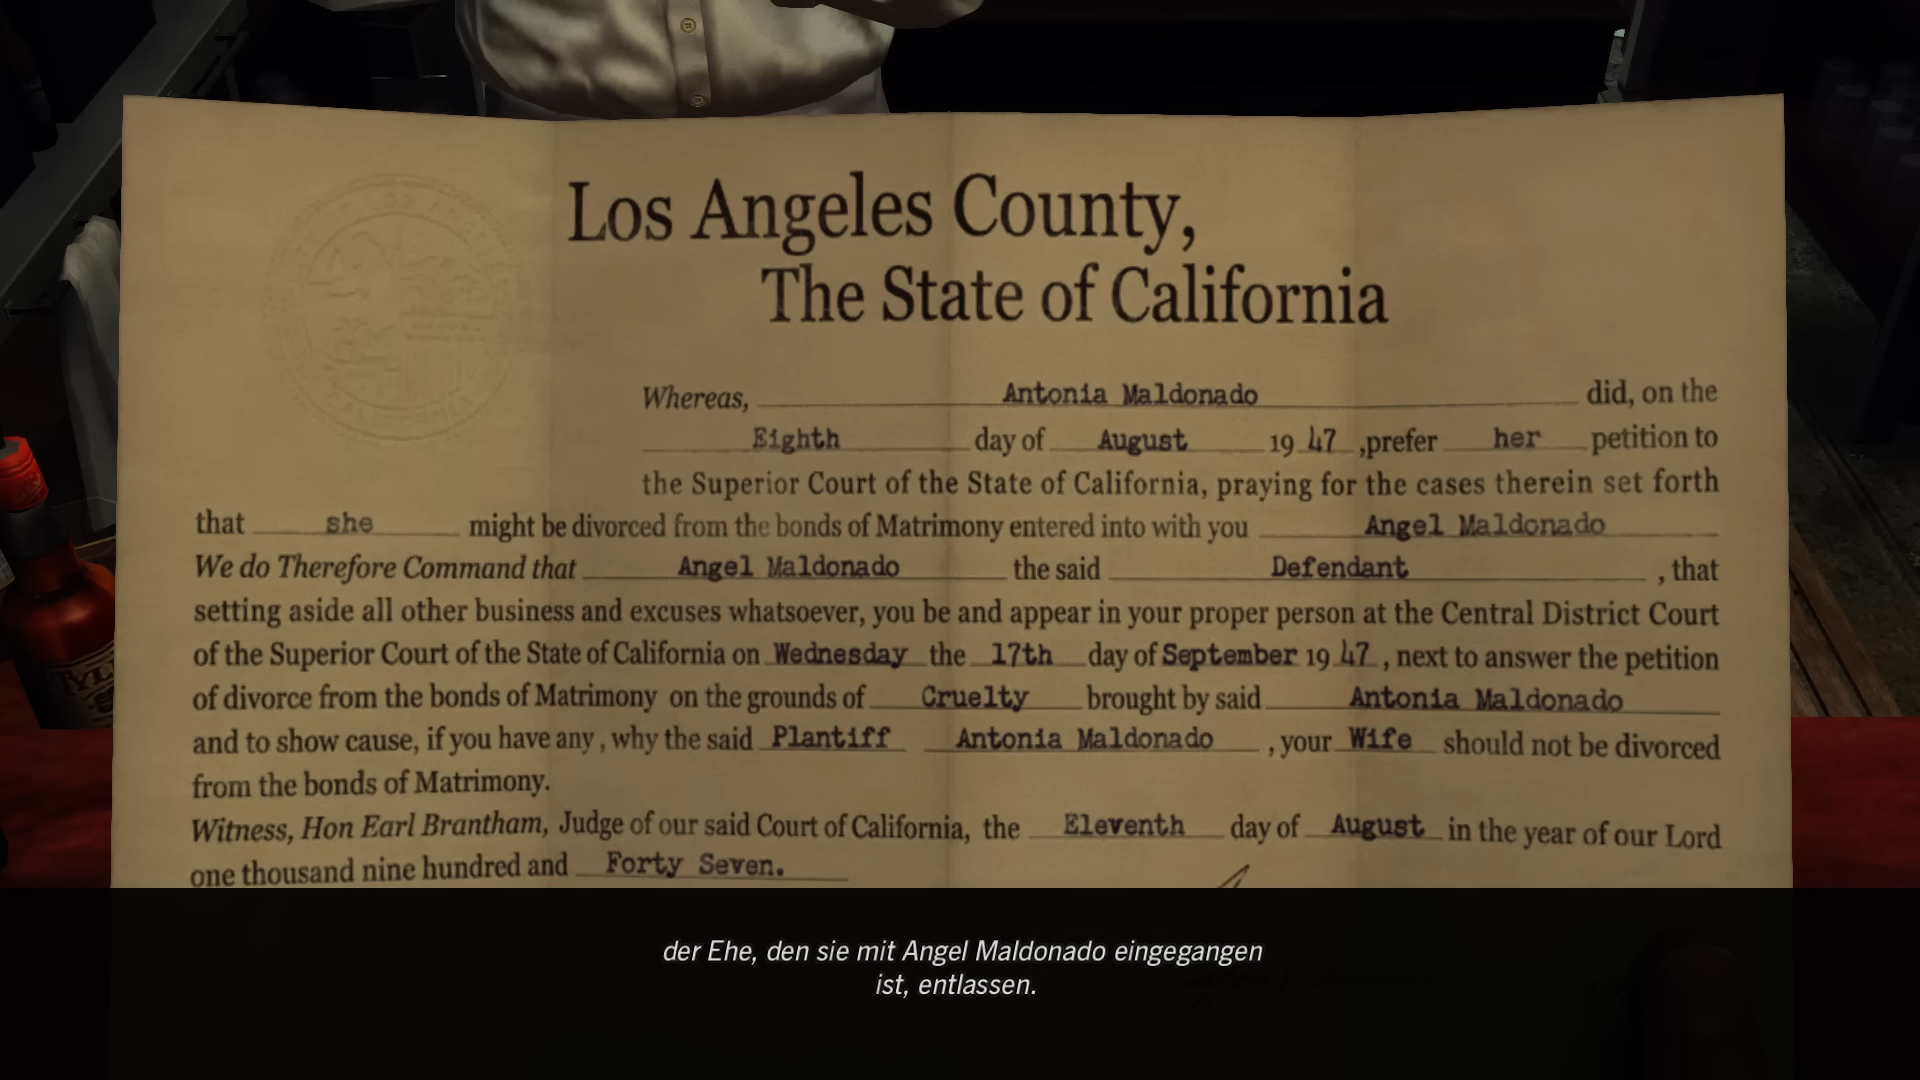 Los Angeles County,
The State of California
Whereas, Antonia Maldonado did, on the
Eighth day of August 19 47 ,prefer her petition to
the Superior Court of the State of California, praying for the cases therein set forth
that she might be divorced from the bonds of Matrimony entered into with you Angel Maldonado
We do Therefore Command that Angel Maldonado the said Defendant , that
setting aside all other business and excuses whatsoever, you be and appear in your proper person at the Central District Court
of the Superior Court of the State of California on Wednesday the 17th day of September 19 47 , next to answer the petition
of divorce from the bonds of Matrimony on the grounds of Cruelty brought by said Antonia Maldonado
and to show cause, if you have any , why the said Plantiff Antonia Maldonado , your Wife should not be divorced
from the bonds of Matrimony.
Witness, Hon Earl Brantham, Judge of our said Court of California, the Eleventh day of August in the year of our Lord
one thousand nine hundred and Forty Seven.
der Ehe, den sie mit Angel Maldonado eingegangen
ist, entlassen.